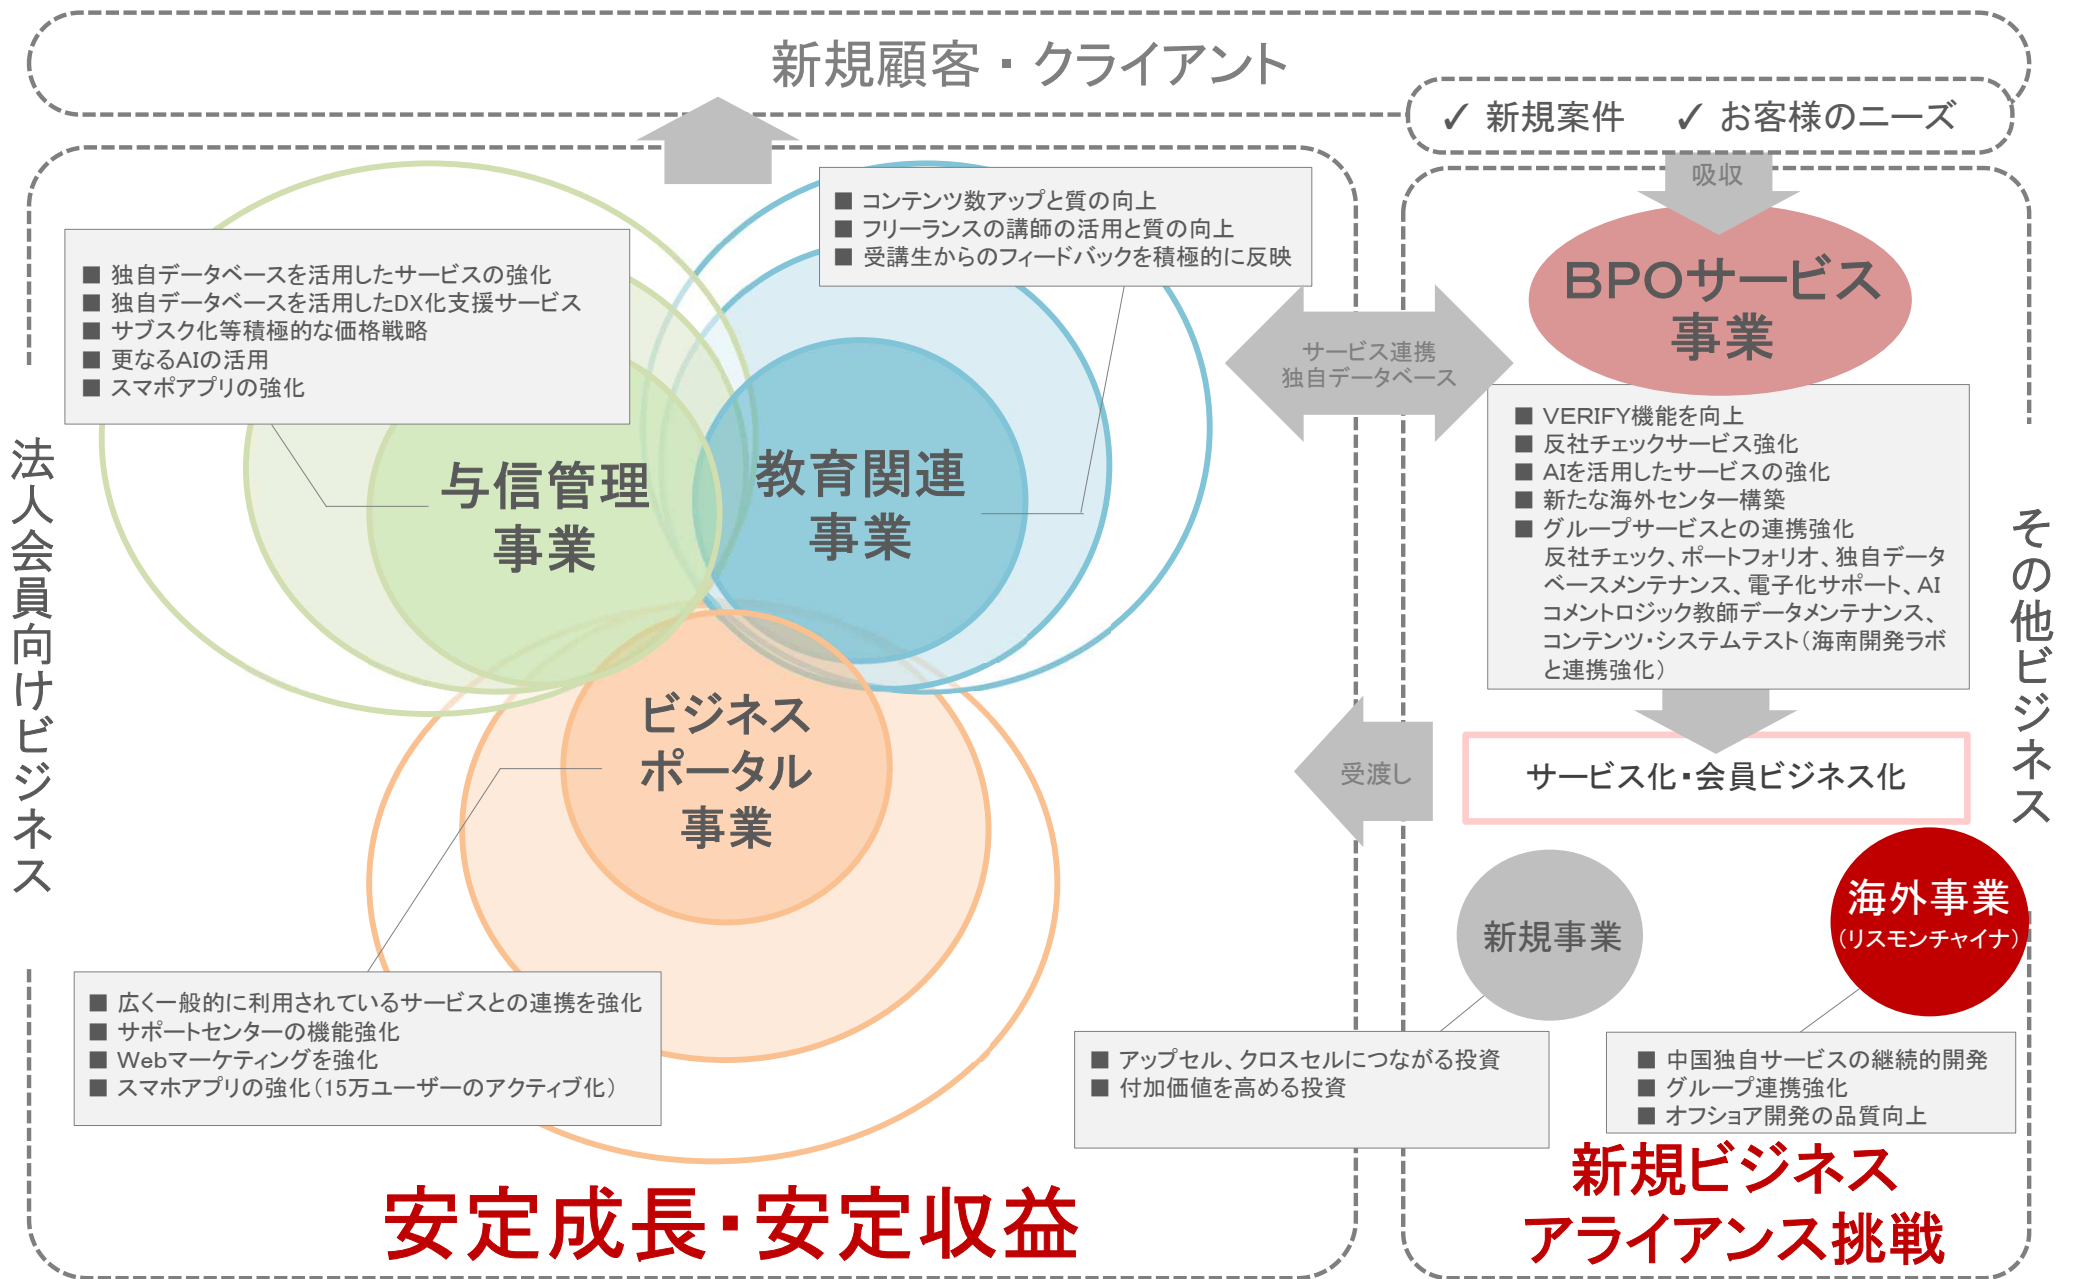 新規顧客・クライアント
✓ 新規案件 ✓ お客様のニーズ
吸収
法人会員向けビジネス
■ 独自データベースを活用したサービスの強化
■ 独自データベースを活用したDX化支援サービス
■ サブスク化等積極的な価格戦略
■ 更なるAIの活用
■ スマポアプリの強化
■ コンテンツ数アップと質の向上
■ フリーランスの講師の活用と質の向上
■ 受講生からのフィードバックを積極的に反映
与信管理
事業
教育関連
事業
ビジネス
ポータル
事業
■ 広く一般的に利用されているサービスとの連携を強化
■ サポートセンターの機能強化
■ Webマーケティングを強化
■ スマホアプリの強化(15万ユーザーのアクティブ化)
安定成長・安定収益
サービス連携
独自データベース
受渡し
その他ビジネス
BPOサービス
事業
■ VERIFY機能を向上
■ 反社チェックサービス強化
■ AIを活用したサービスの強化
■ 新たな海外センター構築
■ グループサービスとの連携強化
反社チェック、ポートフォリオ、独自データ
ベースメンテナンス、電子化サポート、AI
コメントロジック教師データメンテナンス、
コンテンツ・システムテスト(海南開発ラボ
と連携強化)
サービス化・会員ビジネス化
新規事業
海外事業
(リスモンチャイナ)
■ アップセル、クロスセルにつながる投資
■ 付加価値を高める投資
■ 中国独自サービスの継続的開発
■ グループ連携強化
■ オフショア開発の品質向上
新規ビジネス
アライアンス挑戦